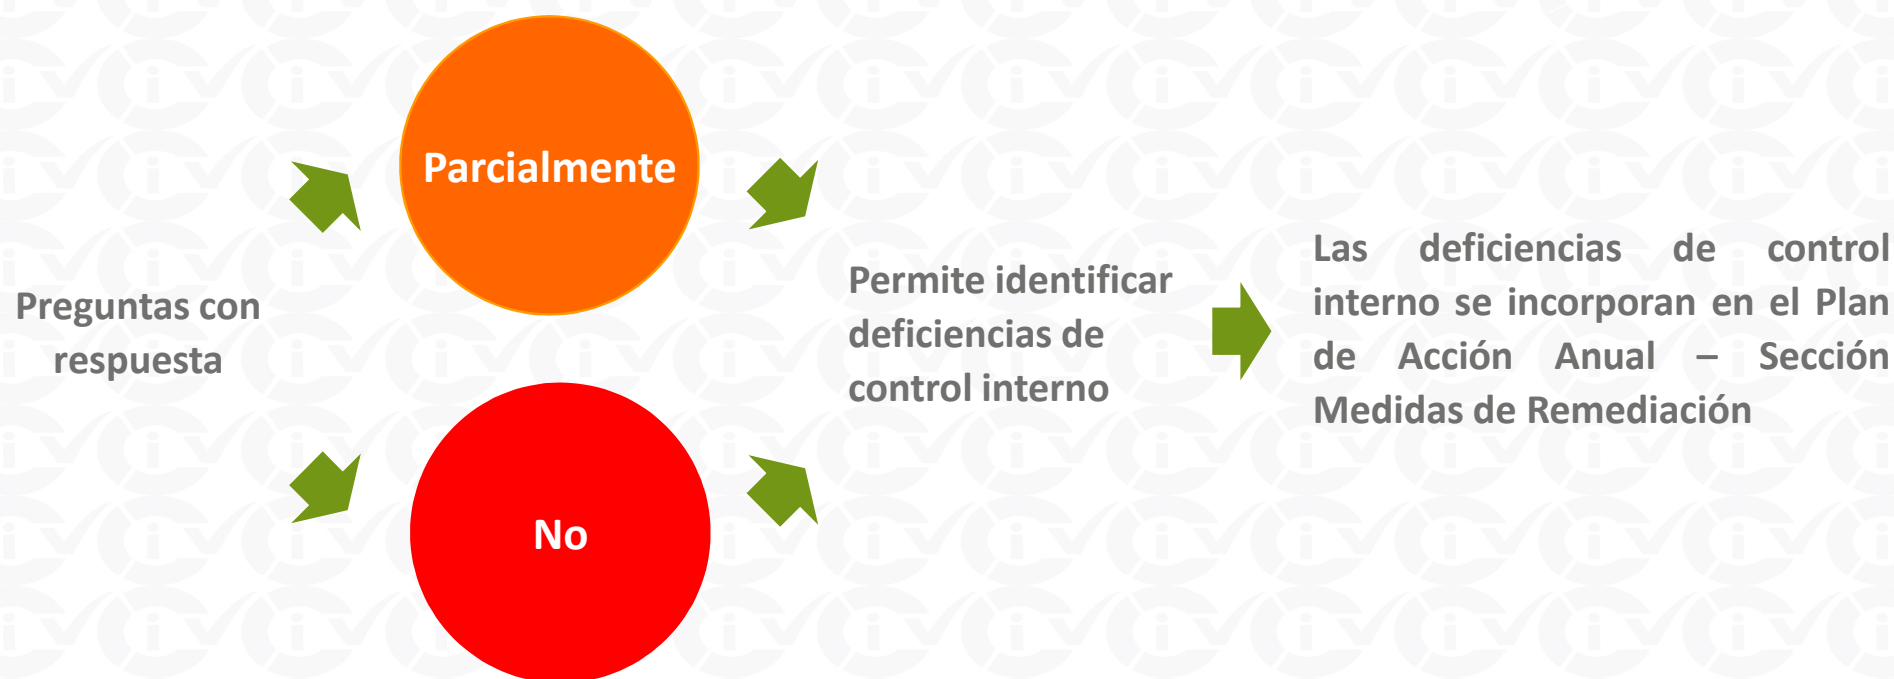 Preguntas con
respuesta
Parcialmente
No
Permite identificar
deficiencias de
control interno
Las deficiencias de control
interno se incorporan en el Plan
de Acción Anual – Sección
Medidas de Remediación